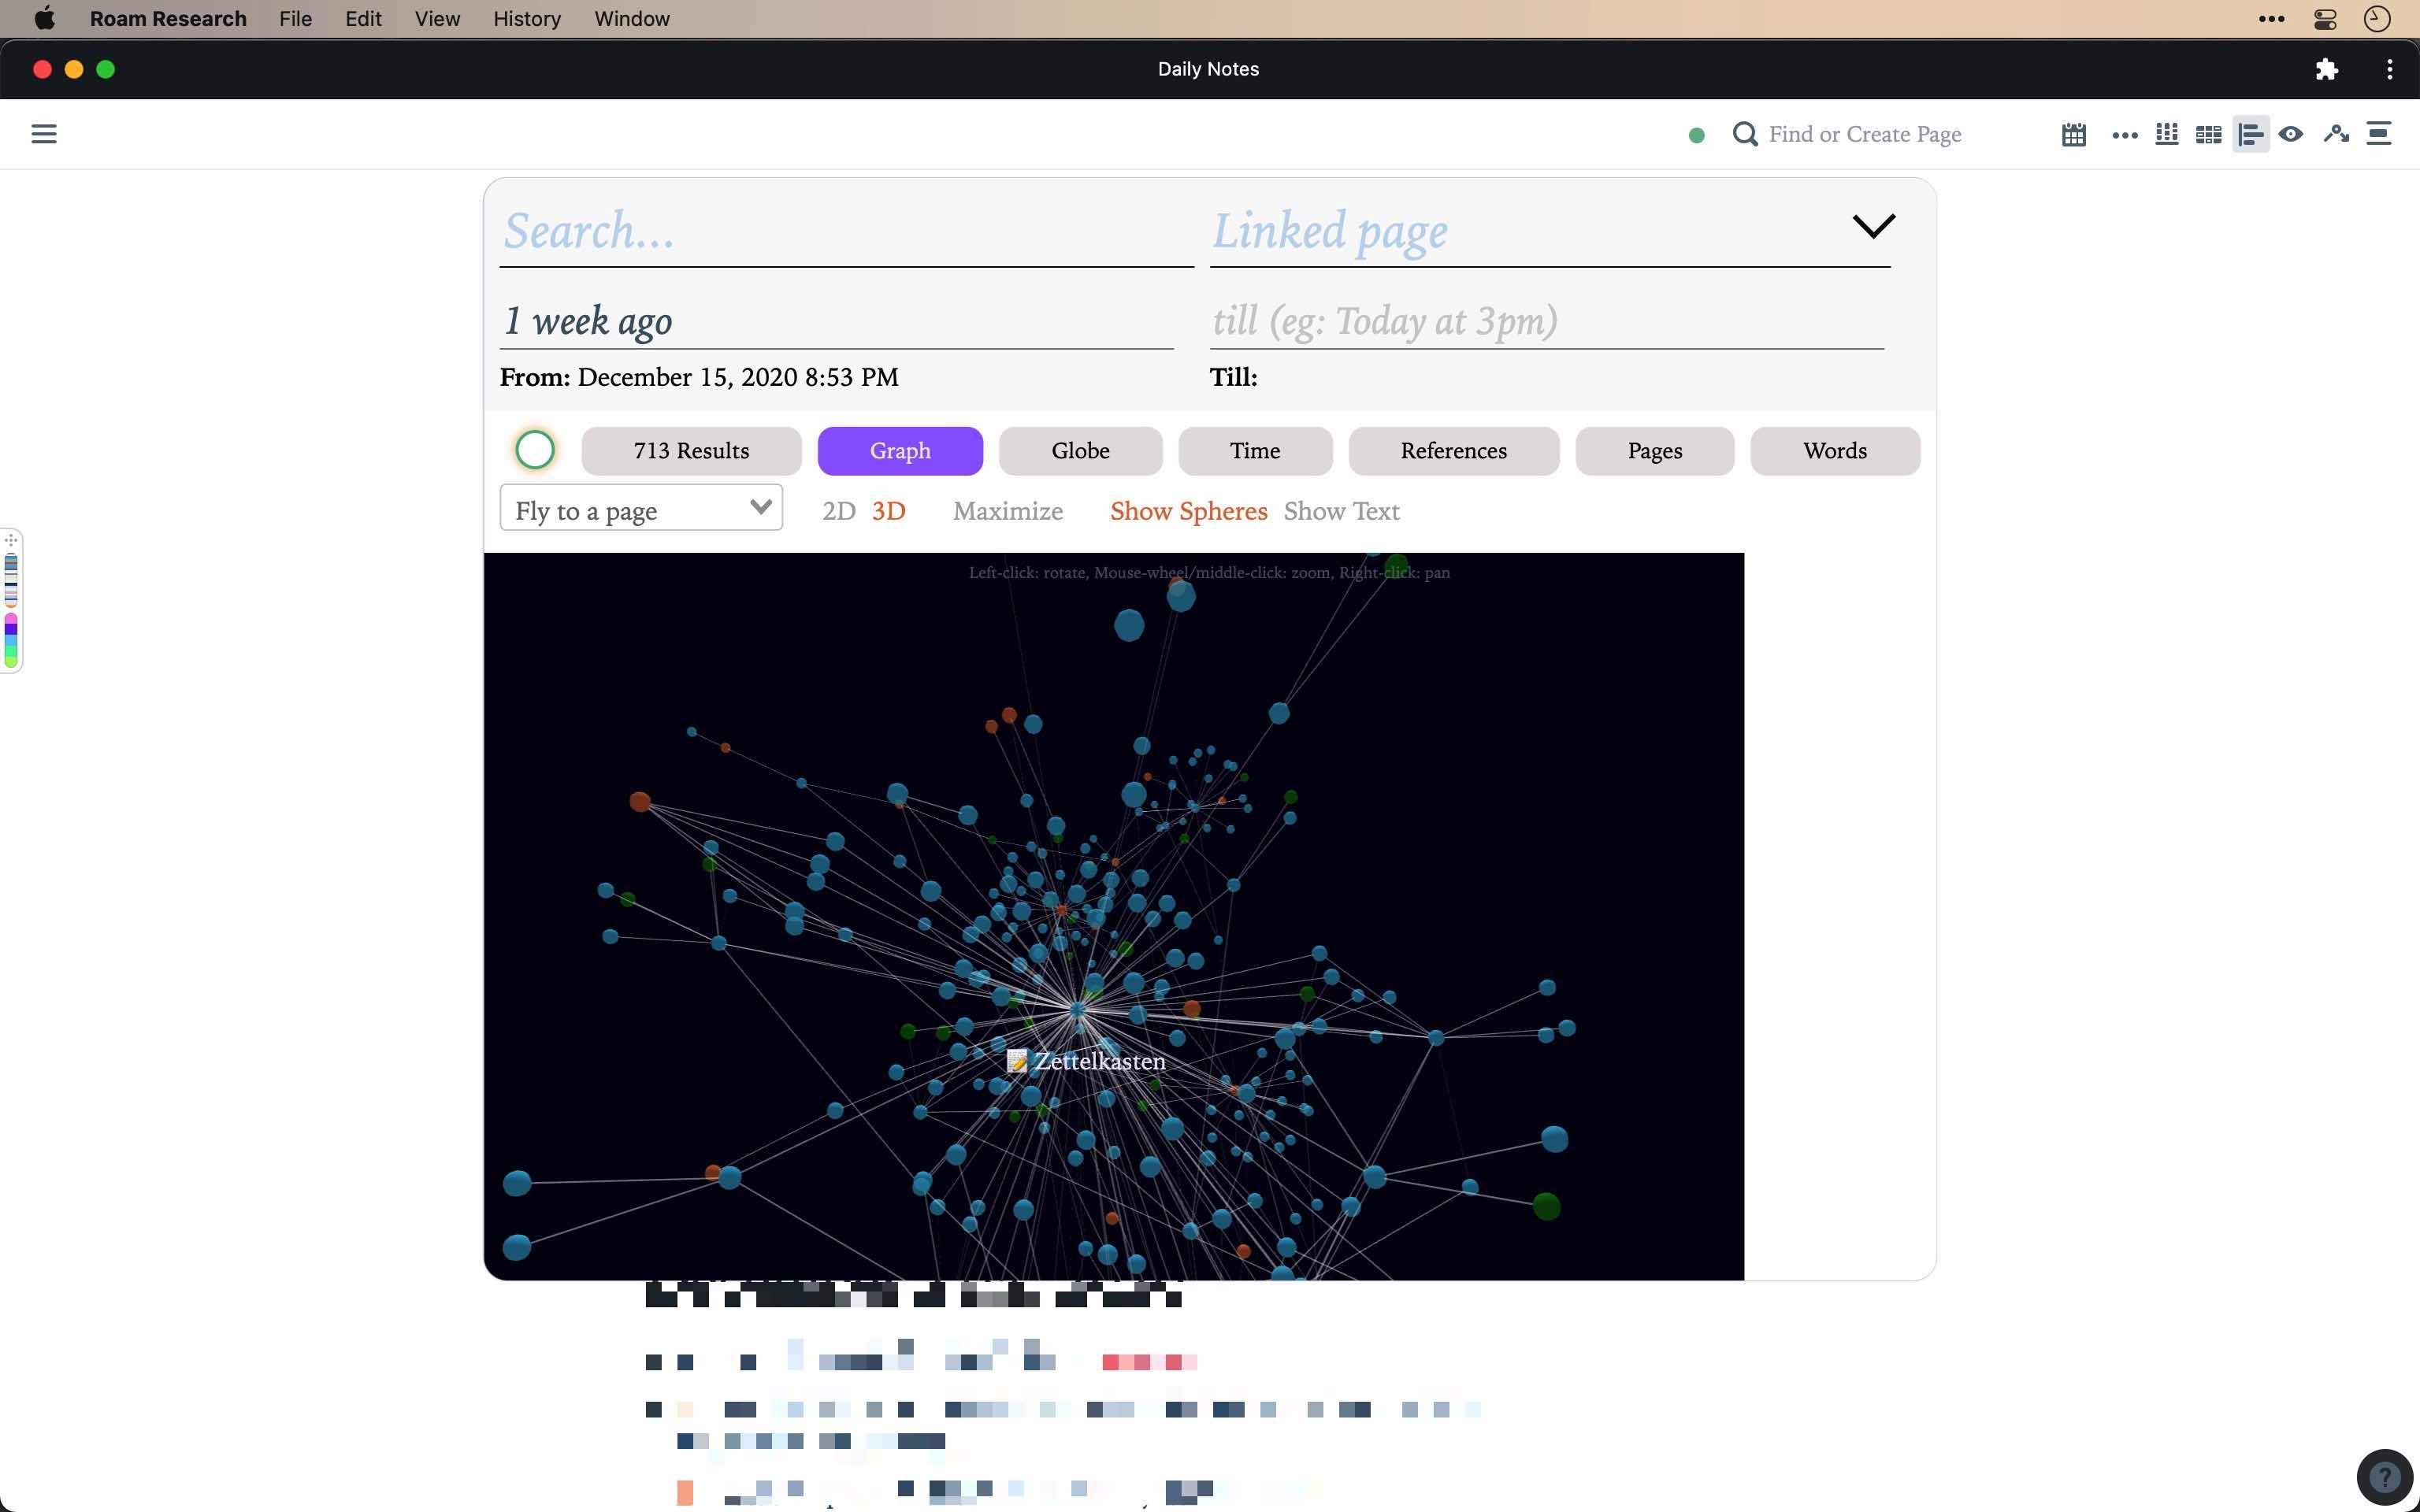 Roam Research File Edit View History Window
Daily Notes
Find or Create Page
Search... Linked page
1 week ago till (eg: Today at 3pm)
From: December 15, 2020 8:53 PM Till:
713 Results Graph Globe Time References Pages Words
Fly to a page 2D 3D Maximize Show Spheres Show Text
Left-click: rotate, Mouse-wheel/middle-click: zoom, Right-click: pan
Zettelkasten
?